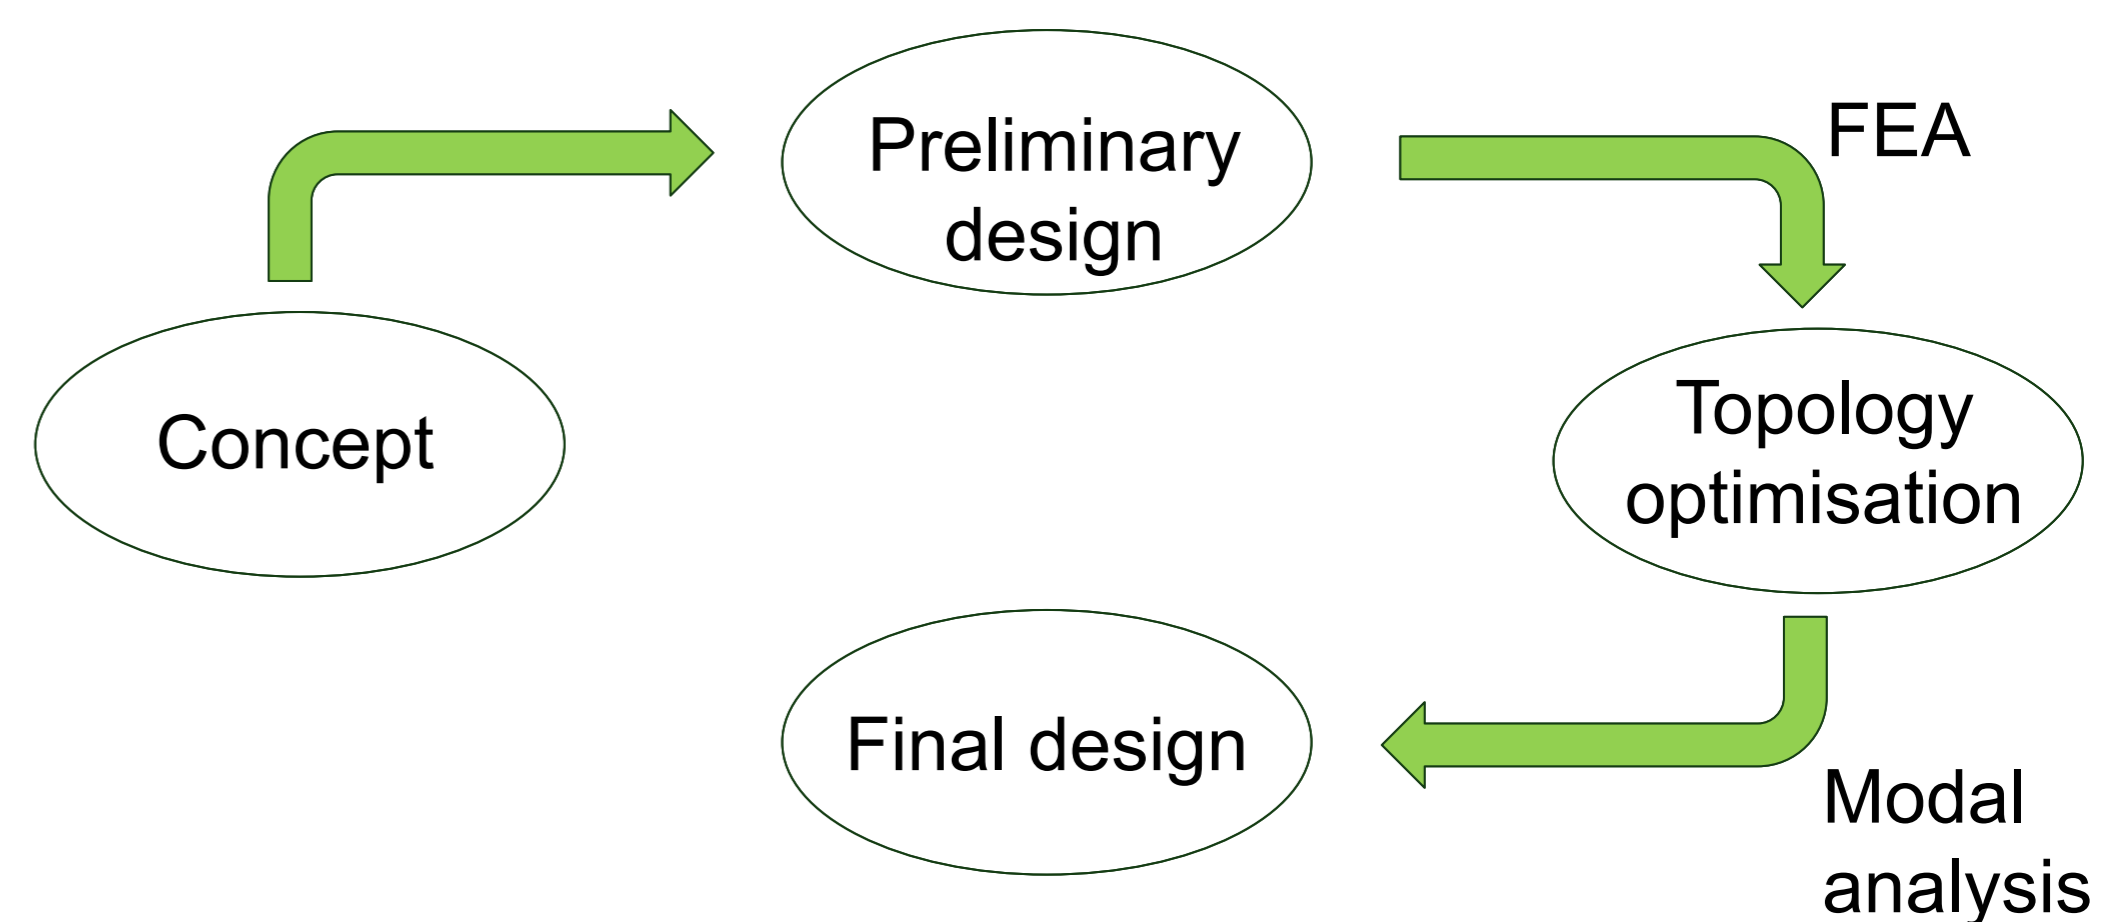 Preliminary
design
FEA
Concept
Topology
optimisation
Final design
Modal
analysis